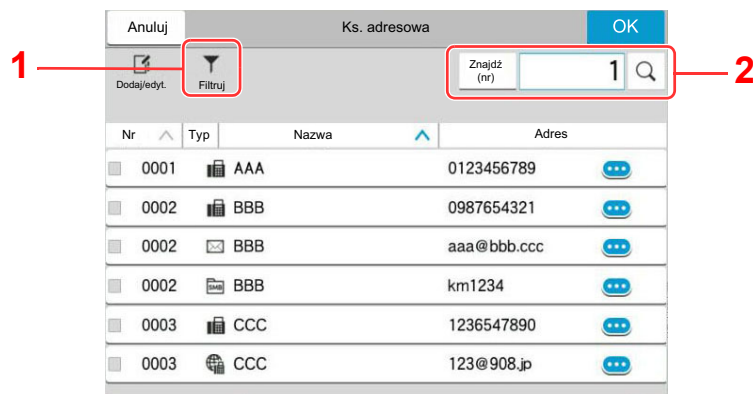 Anuluj Ks. adresowa OK
1 Dodaj/edyt. Filtruj Znajdź 1 2
(nr)
Nr Typ Nazwa Adres
0001 AAA 0123456789
0002 BBB 0987654321
0002 BBB aaa@bbb.ccc
0002 SMB BBB km1234
0003 CCC 1236547890
0003 CCC 123@908.jp